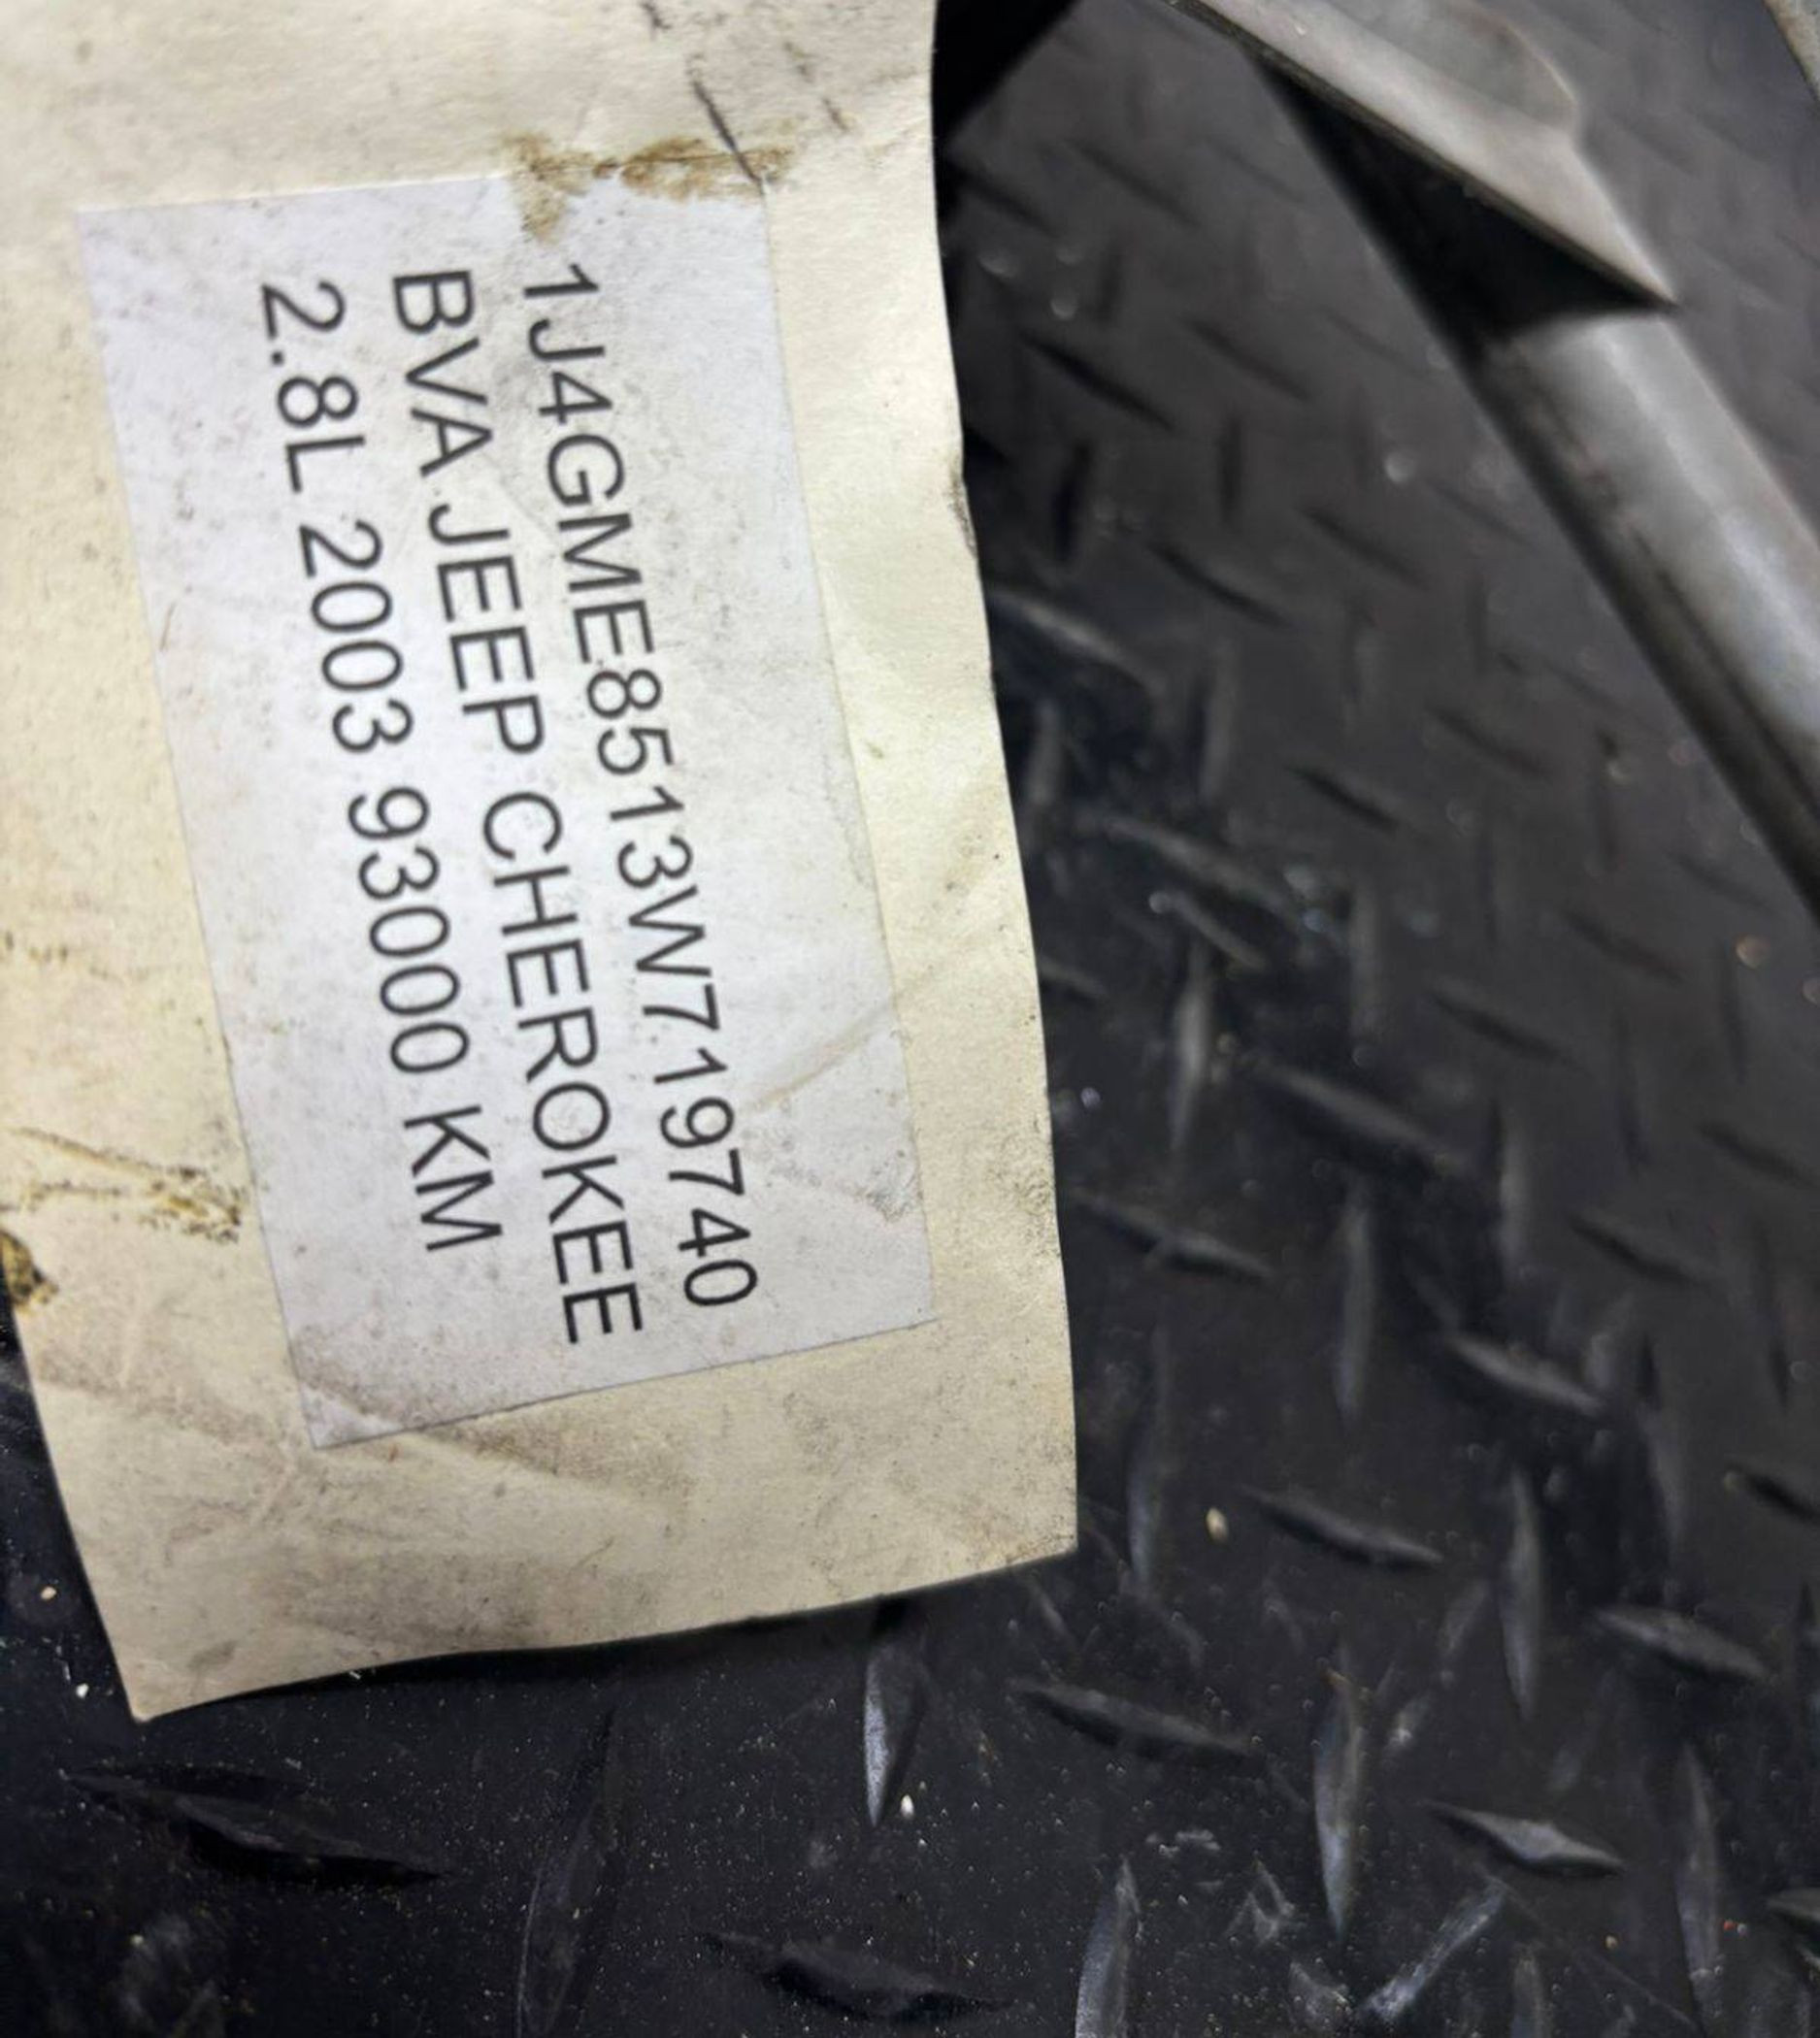 1J4GME8513W719740
BVA JEEP CHEROKEE
2.8L 2003 93000 KM